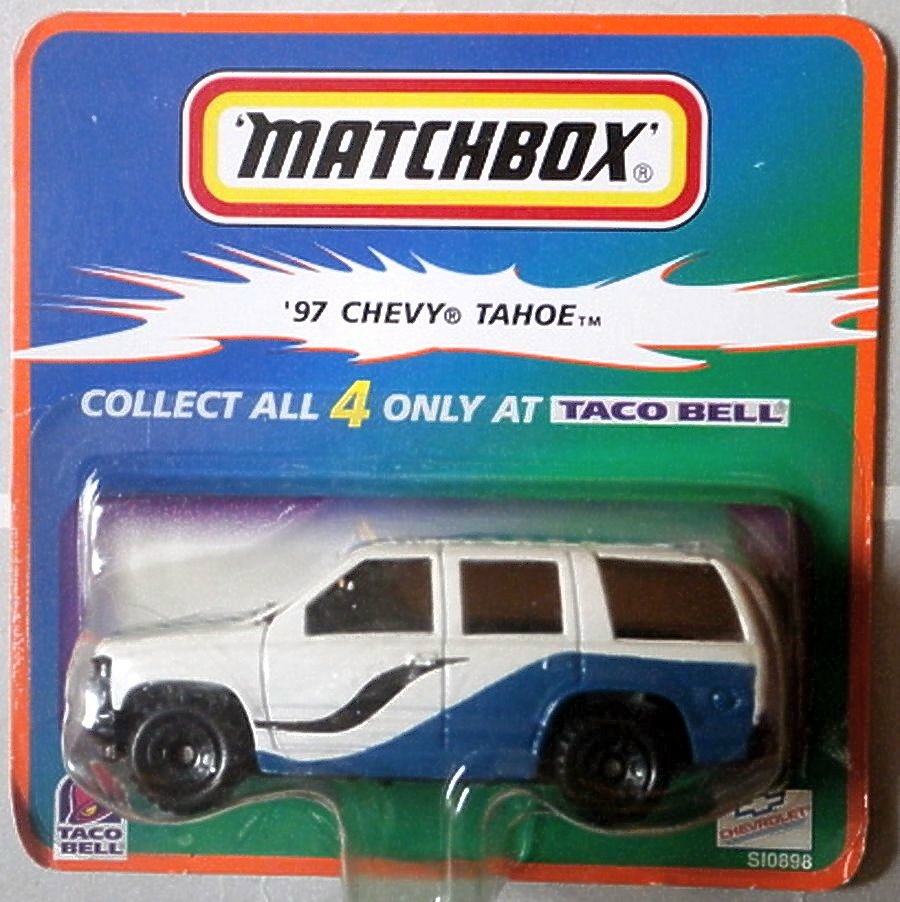 'MATCHBOX'®
'97 CHEVY® TAHOE™
COLLECT ALL 4 ONLY AT TACO BELL®
TACO
BELL
CHEVROLET
SI0898